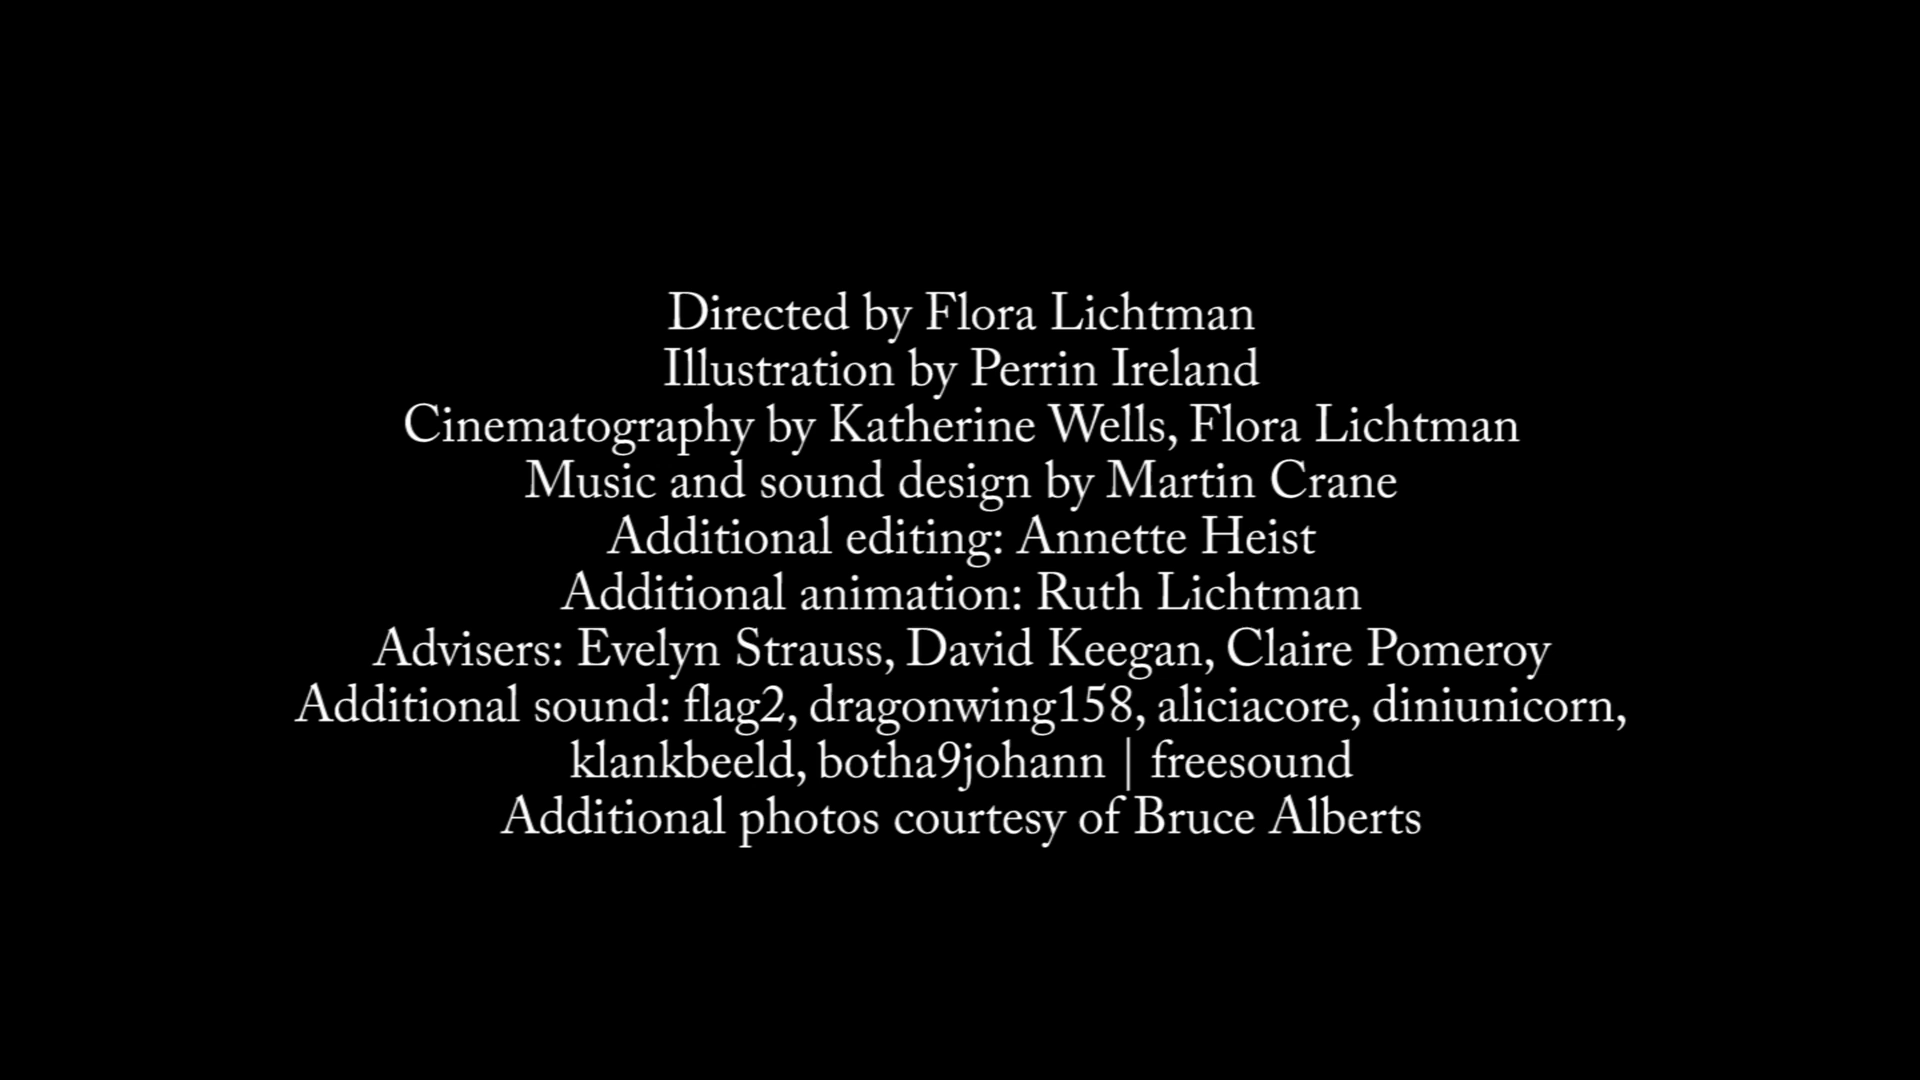 Directed by Flora Lichtman
Illustration by Perrin Ireland
Cinematography by Katherine Wells, Flora Lichtman
Music and sound design by Martin Crane
Additional editing: Annette Heist
Additional animation: Ruth Lichtman
Advisers: Evelyn Strauss, David Keegan, Claire Pomeroy
Additional sound: flag2, dragonwing158, aliciacore, diniunicorn,
klankbeeld, botha9johann | freesound
Additional photos courtesy of Bruce Alberts